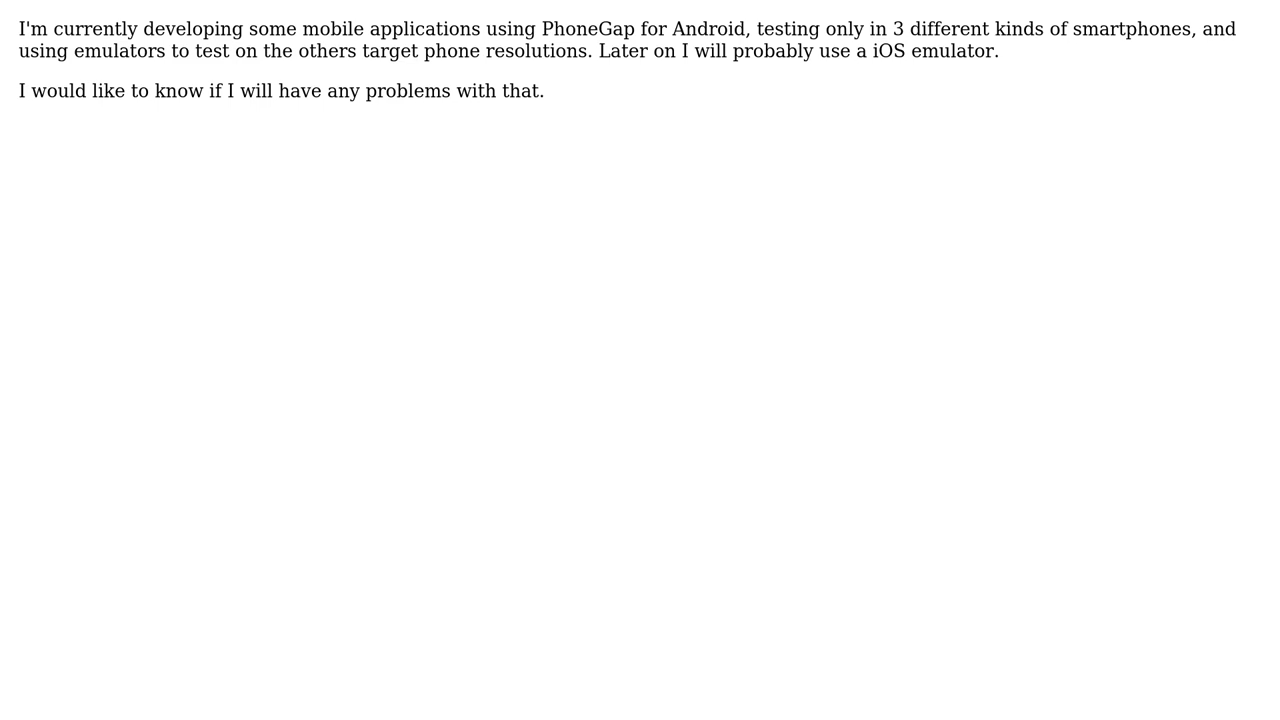 I'm currently developing some mobile applications using PhoneGap for Android, testing only in 3 different kinds of smartphones, and
using emulators to test on the others target phone resolutions. Later on I will probably use a iOS emulator.
I would like to know if I will have any problems with that.